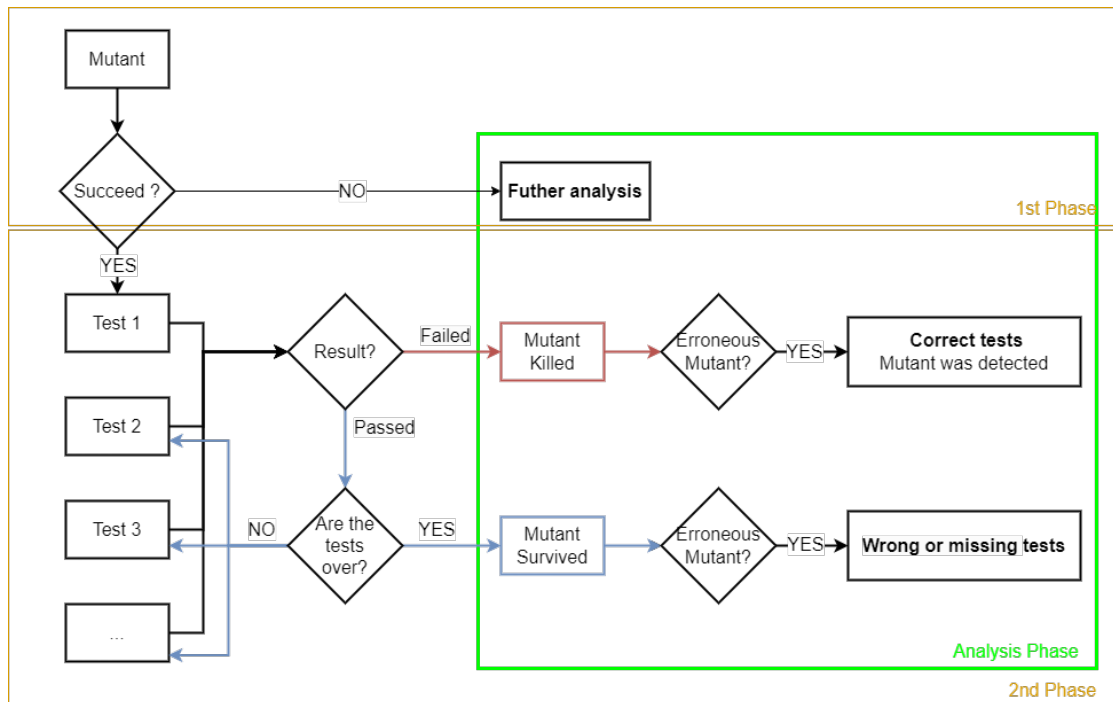 Mutant
Succeed ?
NO
Futher analysis
1st Phase
YES
Test 1
Result?
Failed
Mutant
Killed
Erroneous
Mutant?
YES
Correct tests
Mutant was detected
Test 2
Passed
Test 3
NO
Are the
tests
over?
YES
Mutant
Survived
Erroneous
Mutant?
YES
Wrong or missing tests
...
Analysis Phase
2nd Phase